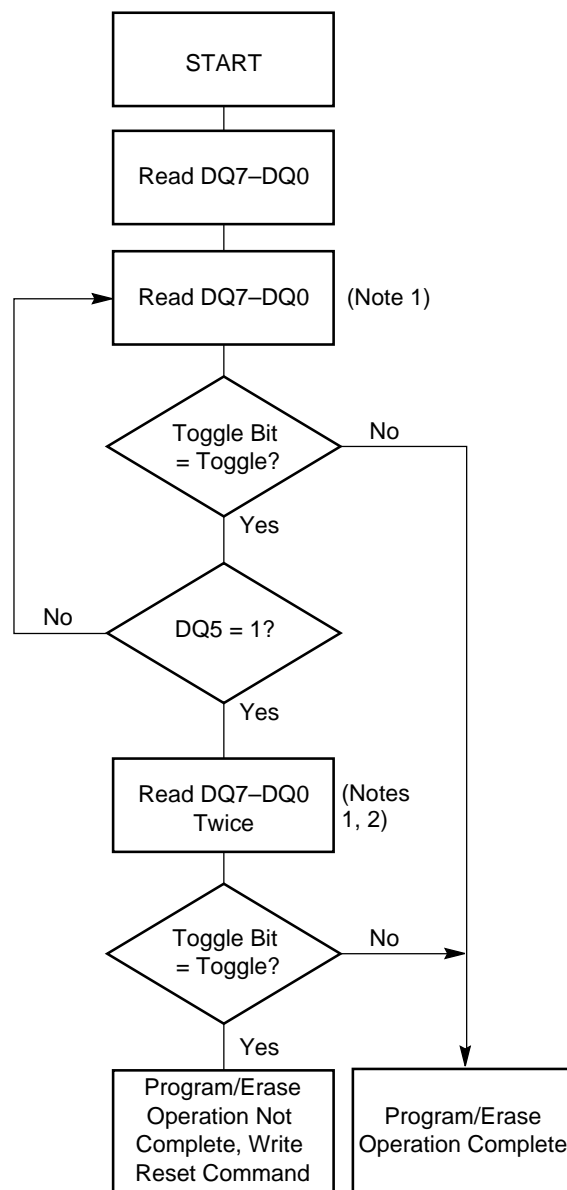 START
Read DQ7–DQ0
Read DQ7–DQ0
(Note 1)
Toggle Bit
= Toggle?
No
Yes
No
DQ5 = 1?
Yes
Read DQ7–DQ0
Twice
(Notes
1, 2)
Toggle Bit
= Toggle?
No
Yes
Program/Erase
Operation Not
Complete, Write
Reset Command
Program/Erase
Operation Complete